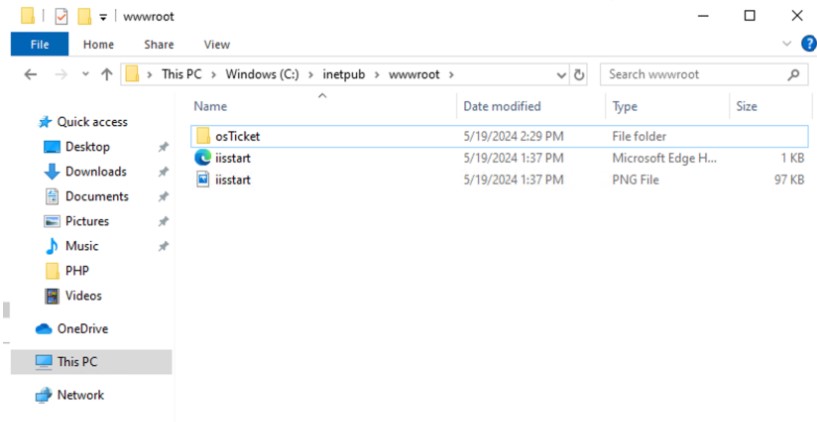 wwwroot
File Home Share View
This PC Windows (C:) inetpub wwwroot Search wwwroot
Name Date modified Type Size
Quick access
Desktop
Downloads
Documents
Pictures
Music
PHP
Videos
OneDrive
This PC
Network
osTicket 5/19/2024 2:29 PM File folder
iisstart 5/19/2024 1:37 PM Microsoft Edge H... 1 KB
iisstart 5/19/2024 1:37 PM PNG File 97 KB